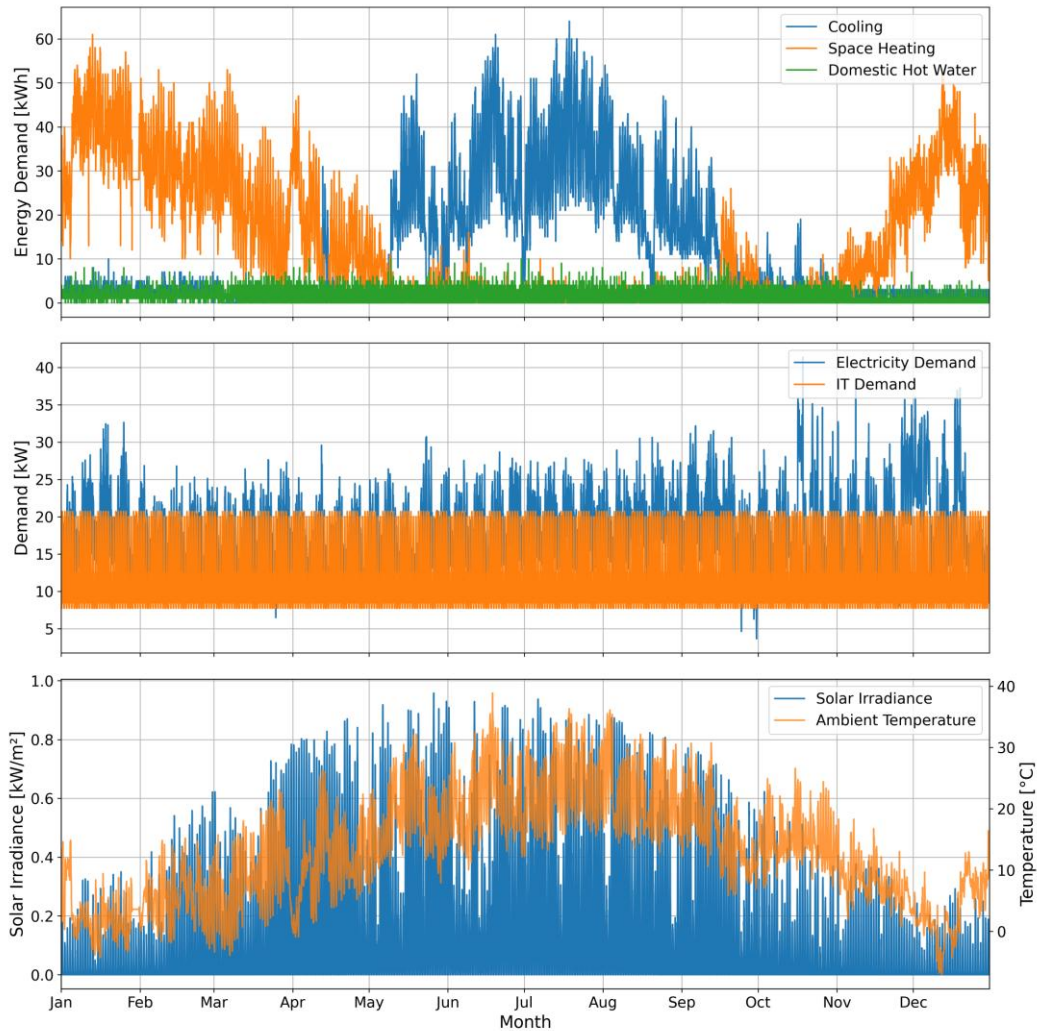 60
50
40
30
20
10
0
Energy Demand [kWh]
Cooling
Space Heating
Domestic Hot Water
40
35
30
25
20
15
10
5
Demand [kW]
Electricity Demand
IT Demand
1.0
0.8
0.6
0.4
0.2
0.0
Solar Irradiance [kW/m²]
Solar Irradiance
Ambient Temperature
40
30
20
10
0
Temperature [°C]
Jan Feb Mar Apr May Jun Jul Aug Sep Oct Nov Dec
Month